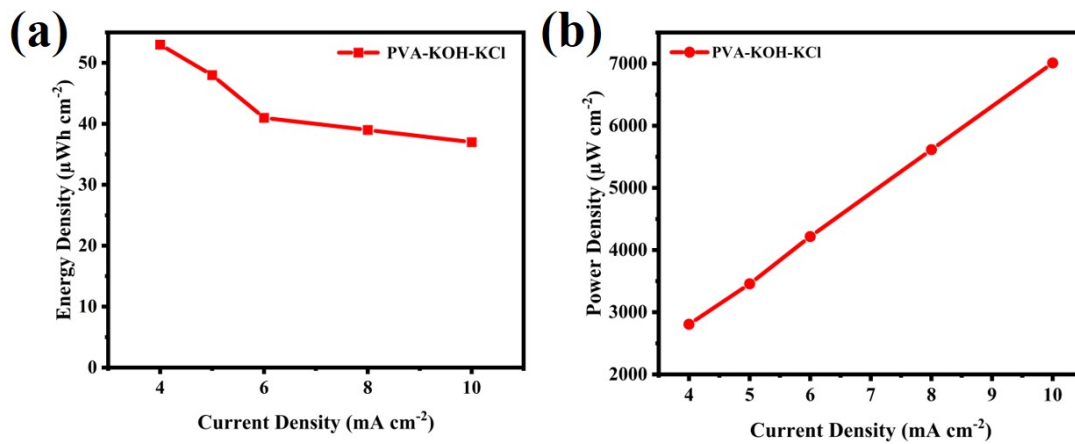 (a)
PVA-KOH-KCl
Energy Density (µWh cm⁻²)
50
40
30
20
10
0
4 6 8 10
Current Density (mA cm⁻²)
(b)
PVA-KOH-KCl
Power Density (µW cm⁻²)
7000
6000
5000
4000
3000
2000
4 5 6 7 8 9 10
Current Density (mA cm⁻²)